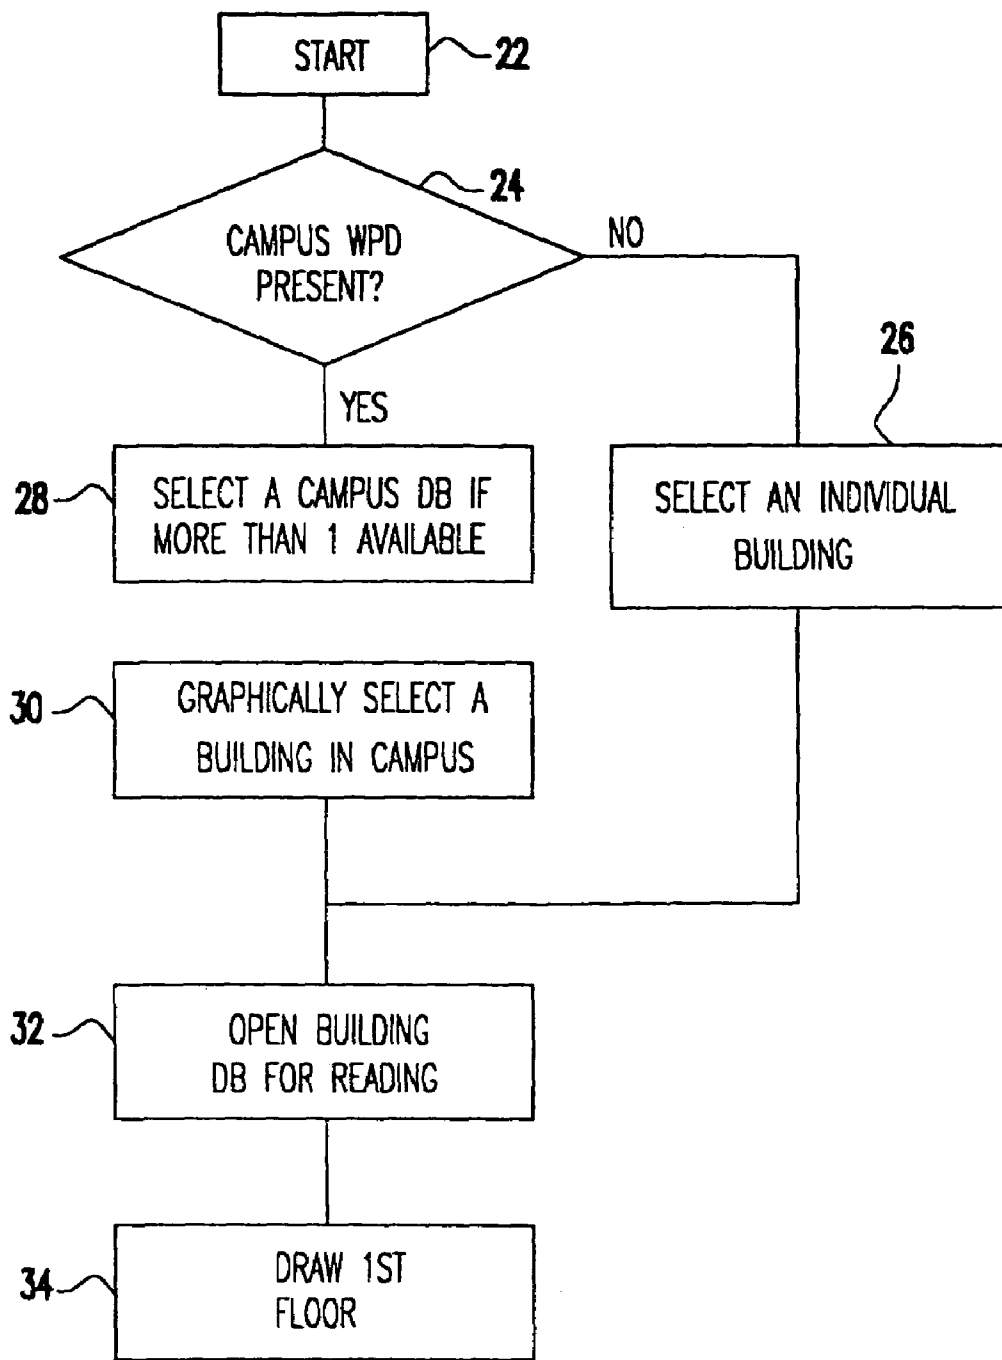 START
22
24
CAMPUS WPD
PRESENT?
NO
YES
26
28
SELECT A CAMPUS DB IF
MORE THAN 1 AVAILABLE
SELECT AN INDIVIDUAL
BUILDING
30
GRAPHICALLY SELECT A
BUILDING IN CAMPUS
32
OPEN BUILDING
DB FOR READING
34
DRAW 1ST
FLOOR